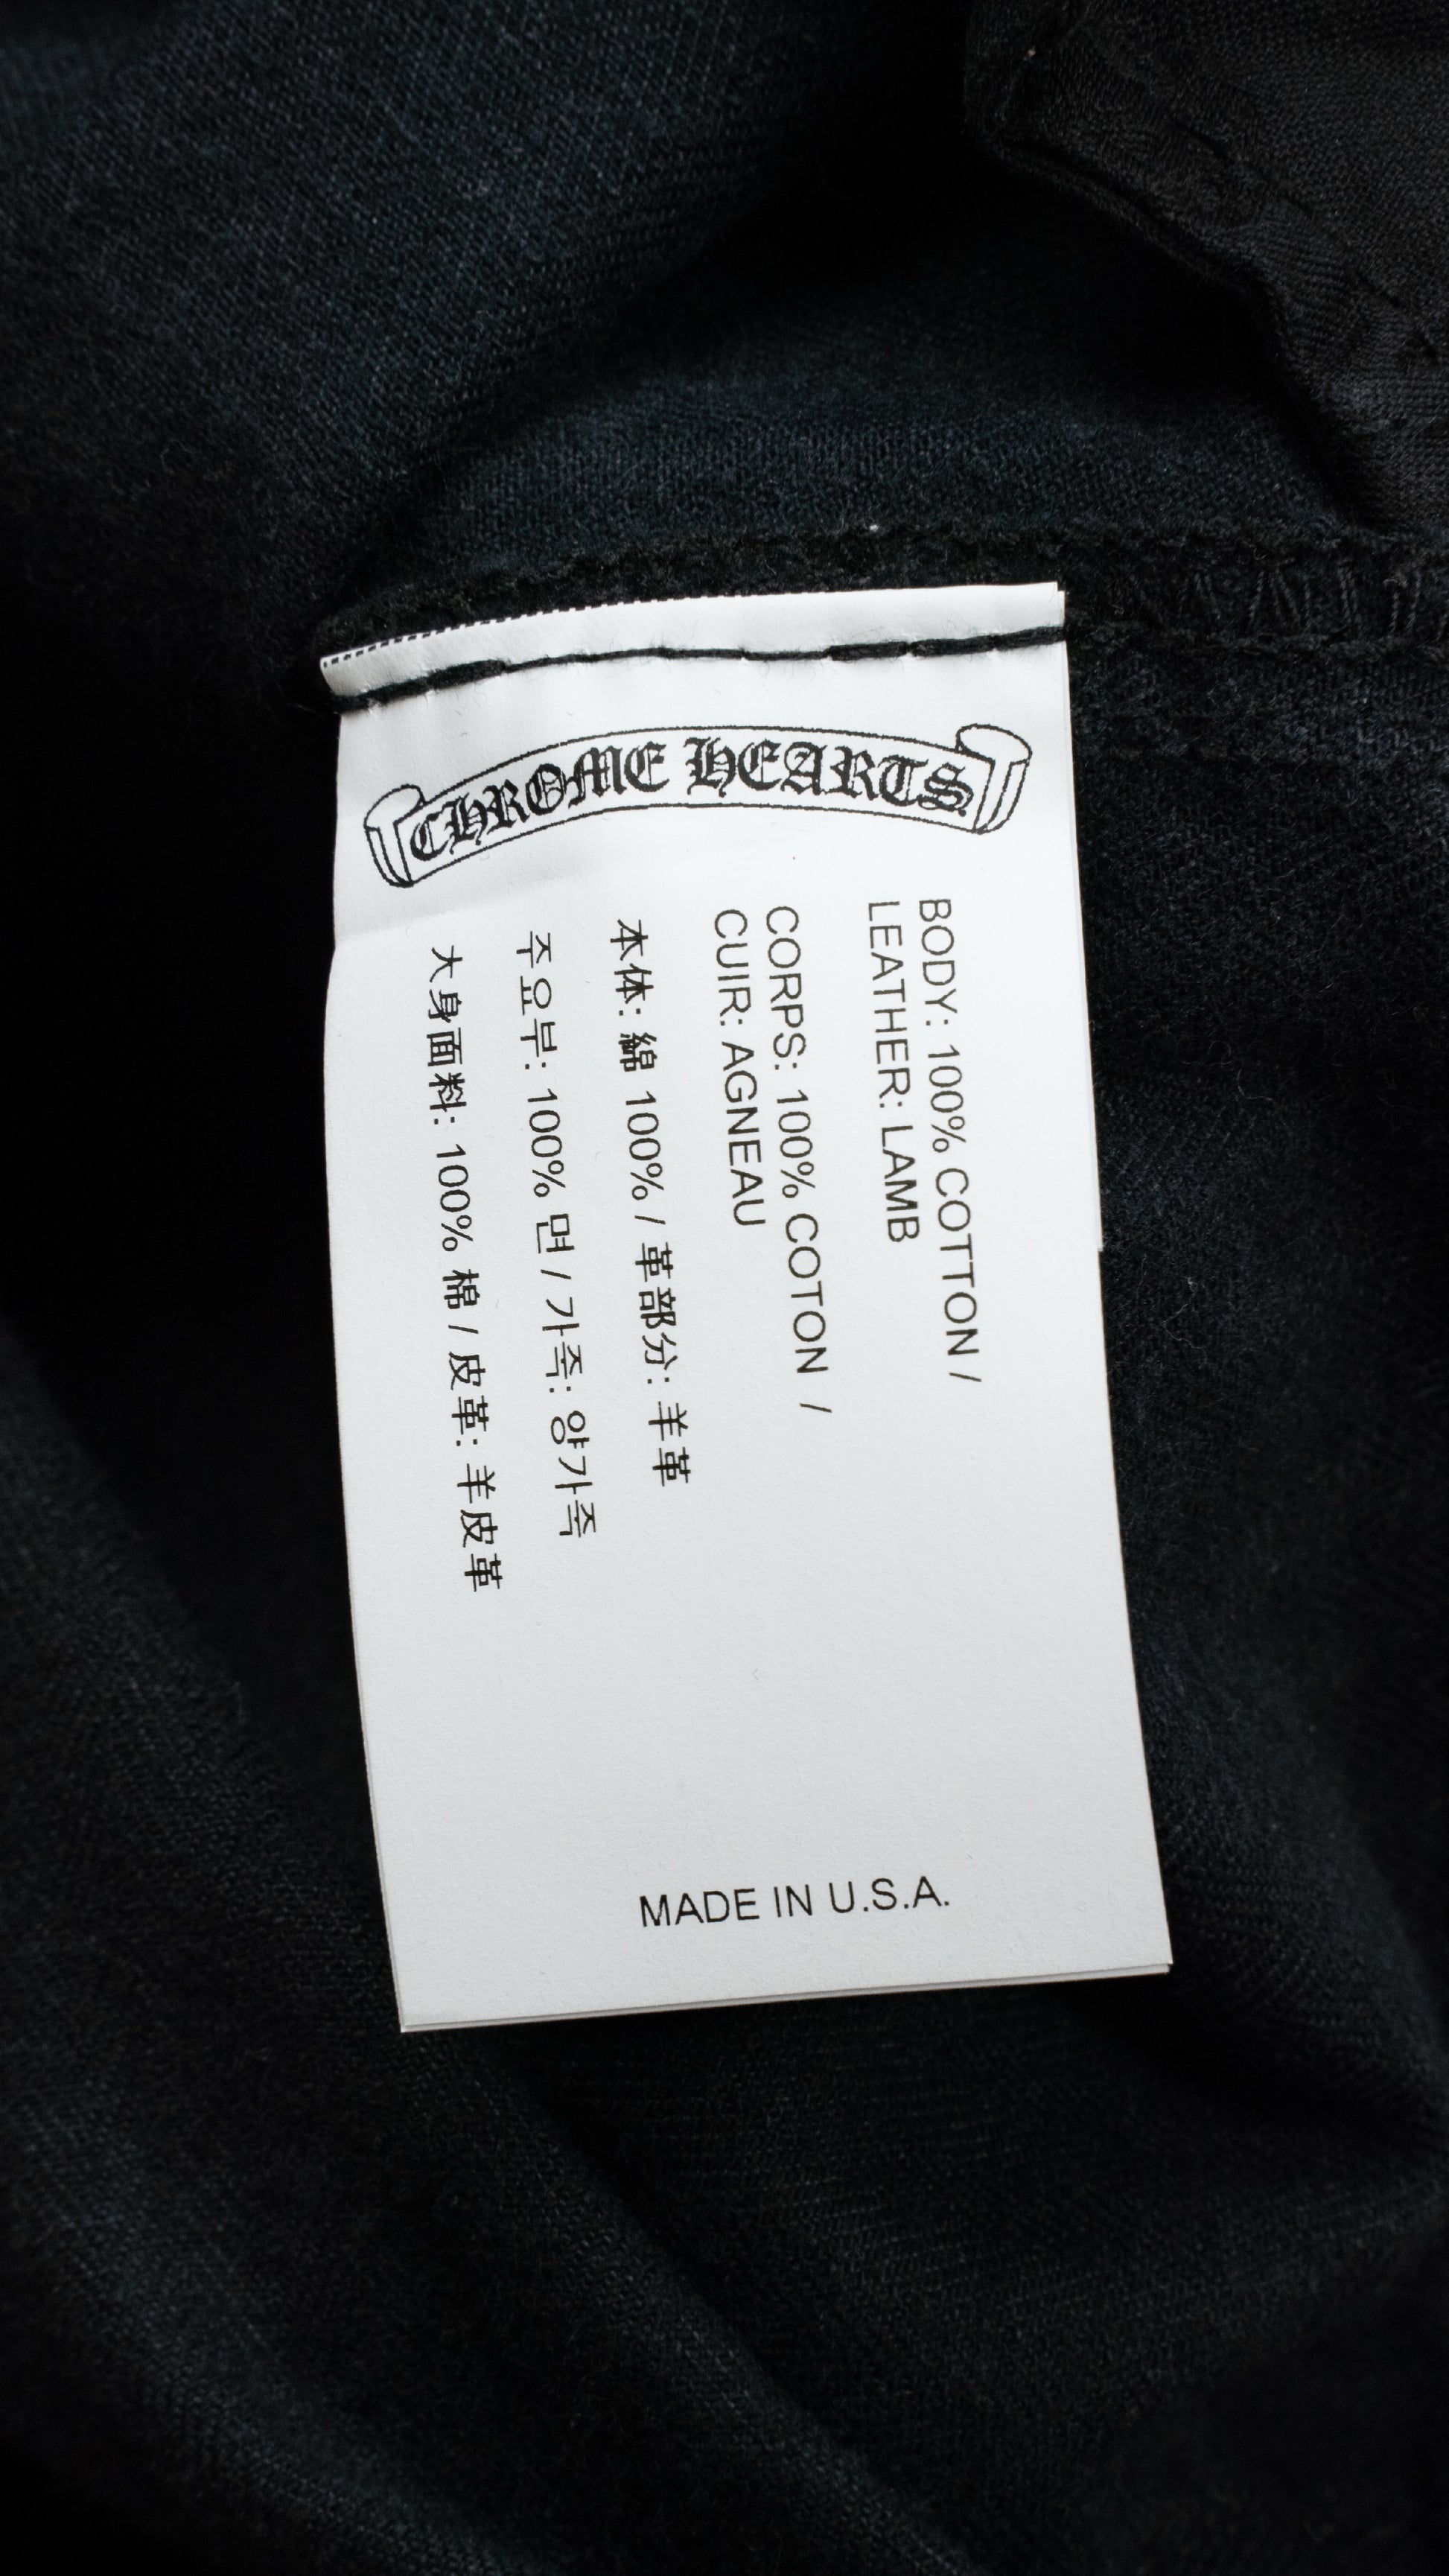 CHROME HEARTS
BODY: 100% COTTON /
LEATHER: LAMB
CORPS: 100% COTON /
CUIR: AGNEAU
本体: 綿 100% / 革部分: 羊革
주요부: 100% 면 / 가죽: 양가죽
大身面料: 100% 棉 / 皮革: 羊皮革
MADE IN U.S.A.